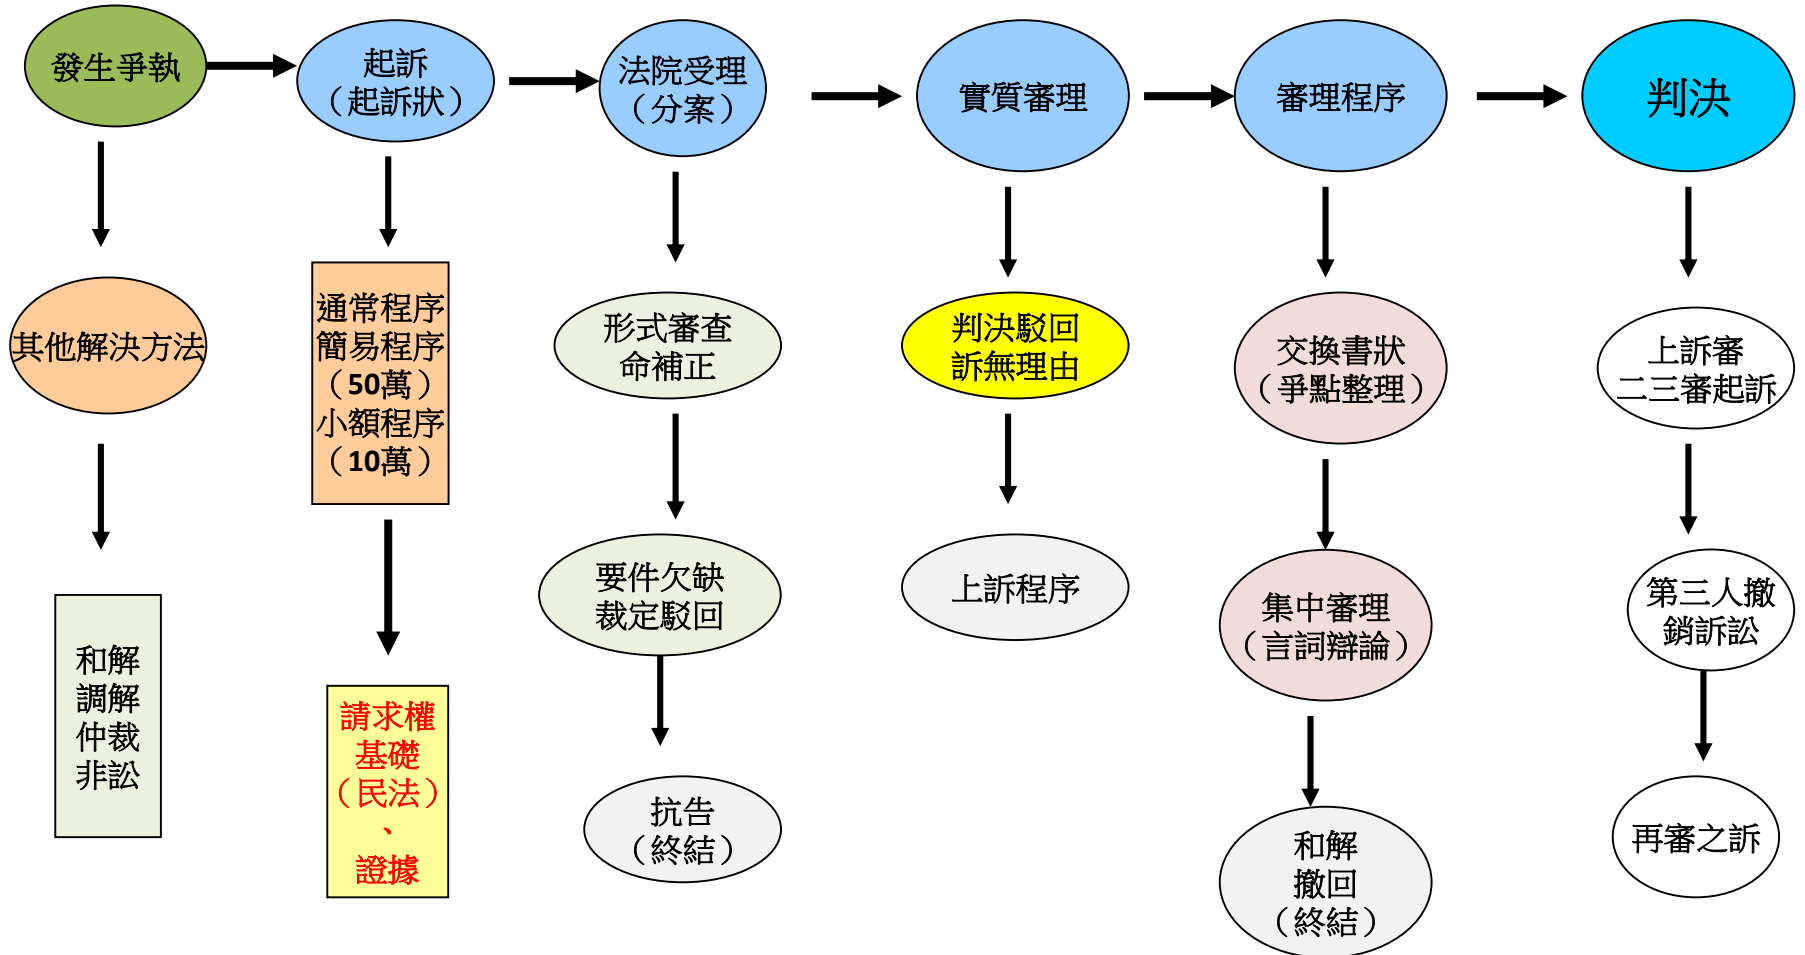 發生爭執
起訴
（起訴狀）
法院受理
（分案）
實質審理
審理程序
判決
其他解決方法
通常程序
簡易程序
（50萬）
小額程序
（10萬）
形式審查
命補正
判決駁回
訴無理由
交換書狀
（爭點整理）
上訴審
二三審起訴
和解
調解
仲裁
非訟
請求權
基礎
（民法）
、
證據
要件欠缺
裁定駁回
上訴程序
集中審理
（言詞辯論）
第三人撤
銷訴訟
抗告
（終結）
和解
撤回
（終結）
再審之訴